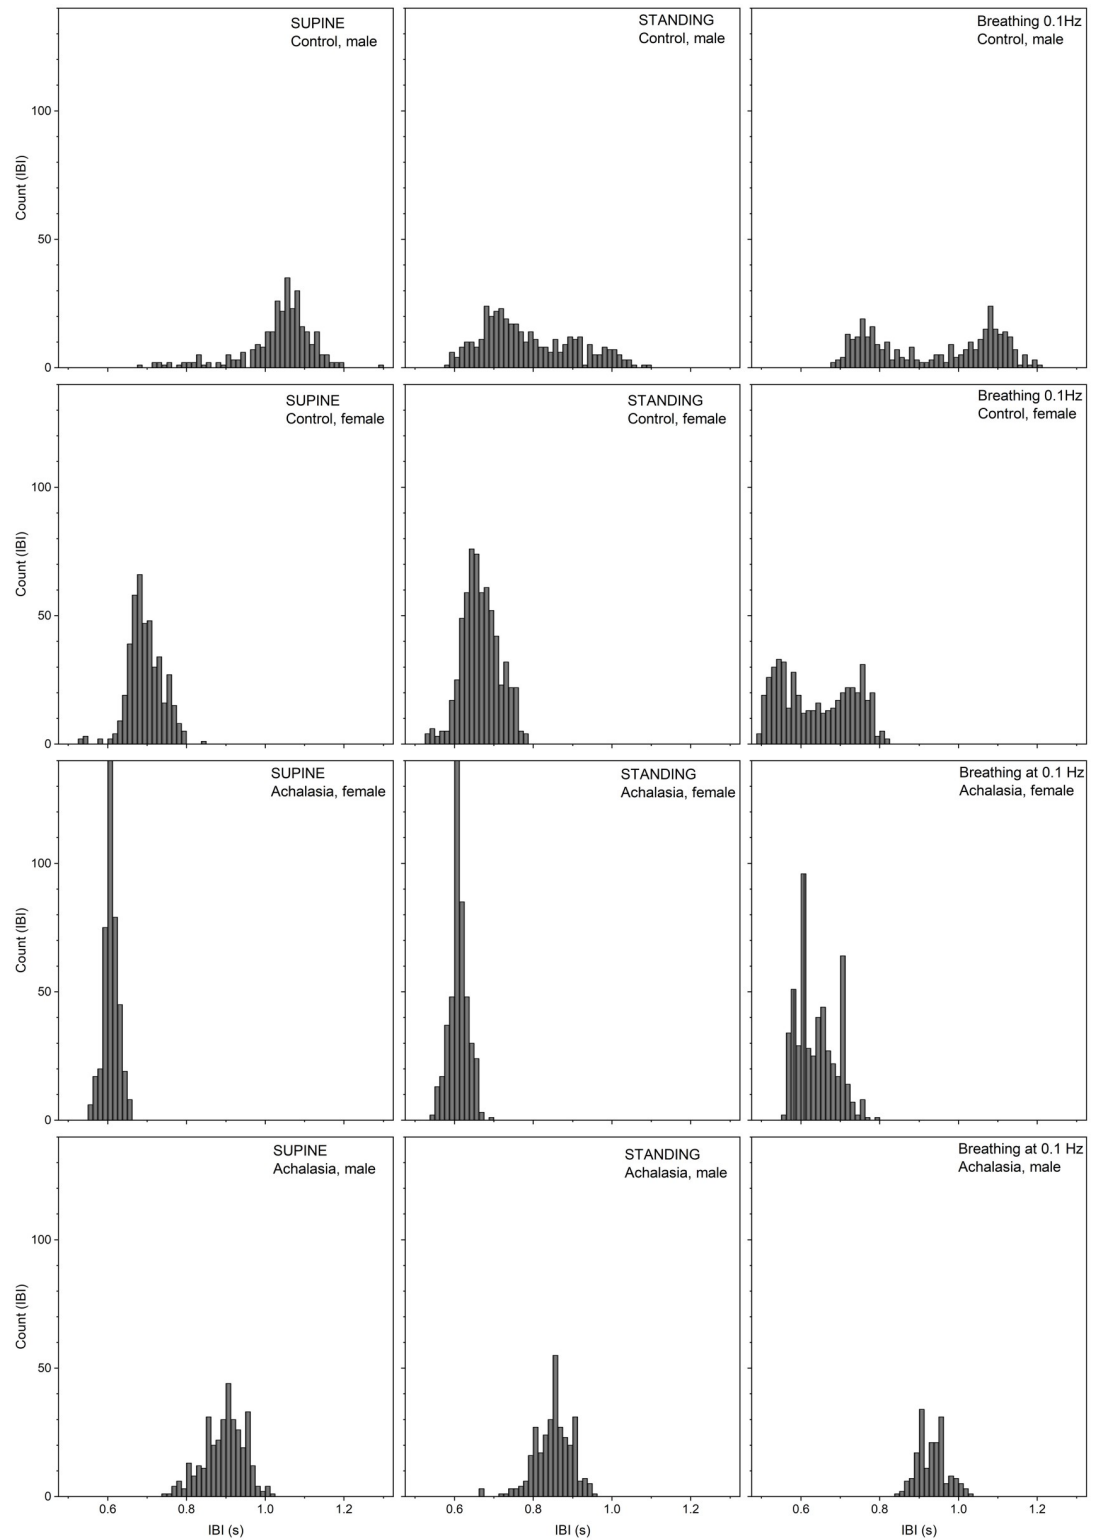 SUPINE
Control, male
STANDING
Control, male
Breathing 0.1Hz
Control, male
100
50
0
Count (IBI)
SUPINE
Control, female
STANDING
Control, female
Breathing 0.1Hz
Control, female
100
50
0
Count (IBI)
SUPINE
Achalasia, female
STANDING
Achalasia, female
Breathing at 0.1 Hz
Achalasia, female
100
50
0
Count (IBI)
SUPINE
Achalasia, male
STANDING
Achalasia, male
Breathing at 0.1 Hz
Achalasia, male
100
50
0
Count (IBI)
0.6 0.8 1.0 1.2
0.6 0.8 1.0 1.2
0.6 0.8 1.0 1.2
IBI (s)
IBI (s)
IBI (s)